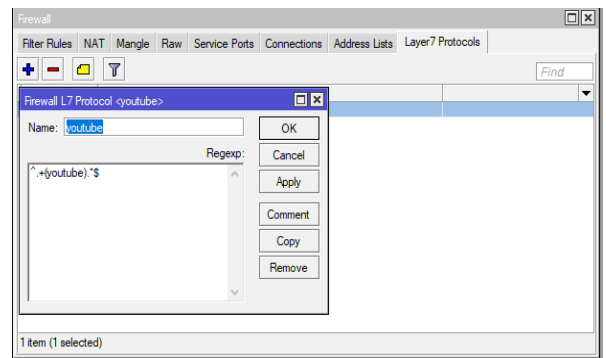 Firewall
Filter Rules NAT Mangle Raw Service Ports Connections Address Lists Layer7 Protocols
Find
Firewall L7 Protocol <youtube>
Name: youtube
OK
Regexp:
Cancel
^.+(youtube).*$
Apply
Comment
Copy
Remove
1 item (1 selected)